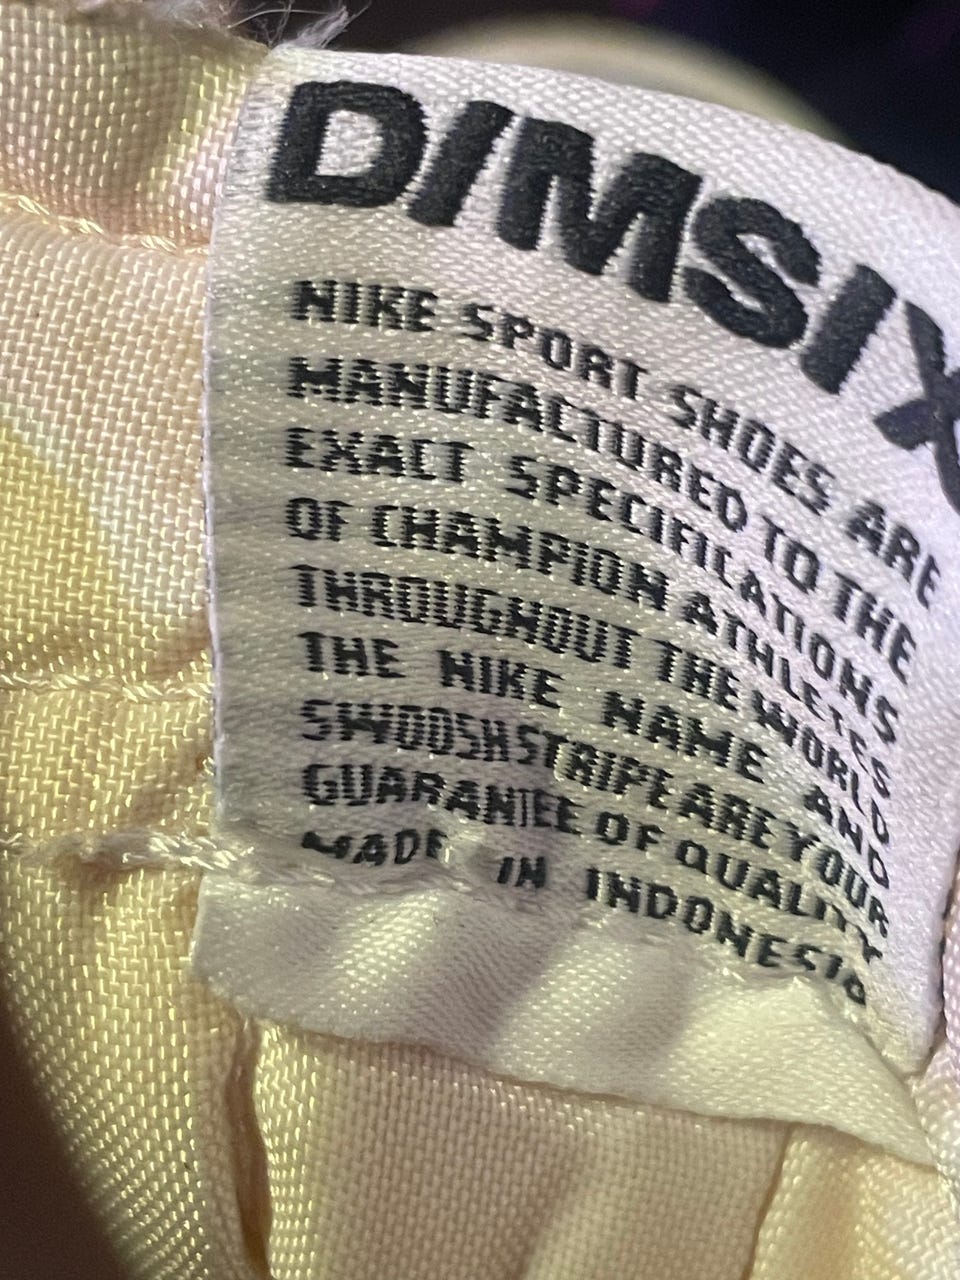 DIMSIX
NIKE SPORT SHOES ARE
MANUFACTURED TO THE
EXACT SPECIFICATIONS
OF CHAMPION ATHLETES
THROUGHOUT THE WORLD
THE NIKE NAME AND
SWOOSH STRIPE ARE YOUR
GUARANTEE OF QUALITY
MADE IN INDONESIA